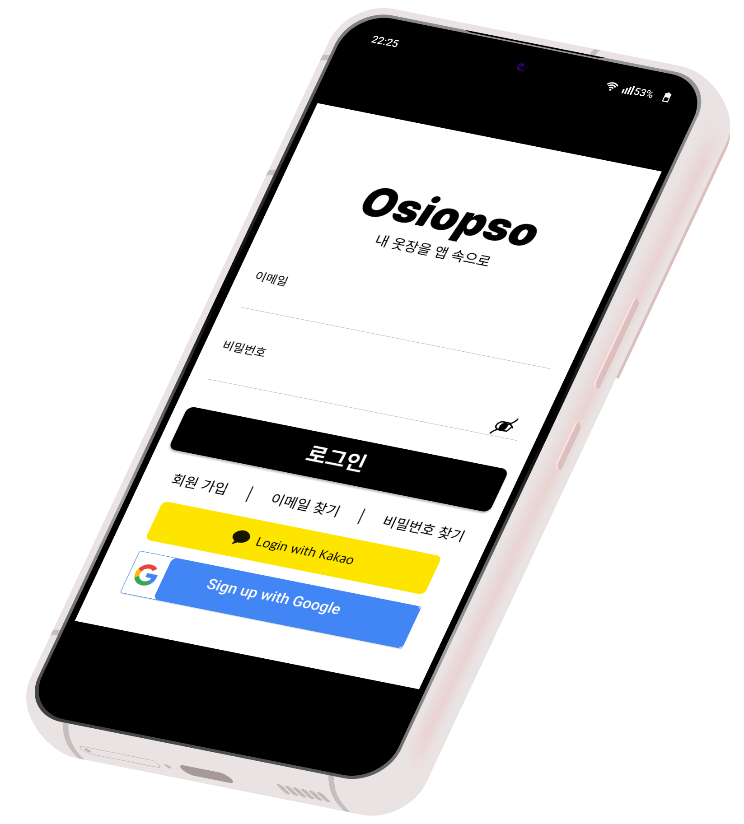 22:25
53%
Osiopso
내 옷장을 앱 속으로
이메일
비밀번호
로그인
회원 가입 | 이메일 찾기 | 비밀번호 찾기
Login with Kakao
Sign up with Google